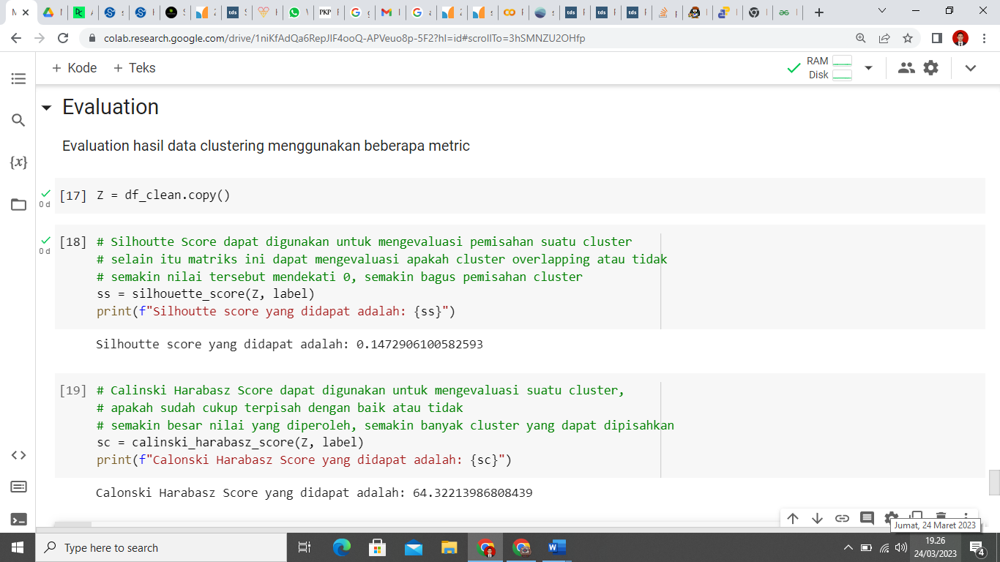 colab.research.google.com/drive/1niKfAdQa6RepJIF4ooQ-APVeuo8p-5F2?hl=id#scrollTo=3hSMNZU2OHfp
+ Kode + Teks
RAM
Disk
Evaluation
Evaluation hasil data clustering menggunakan beberapa metric
{x}
[17] Z = df_clean.copy()
0 d
[18] # Silhoutte Score dapat digunakan untuk mengevaluasi pemisahan suatu cluster
0 d
# selain itu matriks ini dapat mengevaluasi apakah cluster overlapping atau tidak
# semakin nilai tersebut mendekati 0, semakin bagus pemisahan cluster
ss = silhouette_score(Z, label)
print(f"Silhoutte score yang didapat adalah: {ss}")
Silhoutte score yang didapat adalah: 0.1472906100582593
[19] # Calinski Harabasz Score dapat digunakan untuk mengevaluasi suatu cluster,
# apakah sudah cukup terpisah dengan baik atau tidak
# semakin besar nilai yang diperoleh, semakin banyak cluster yang dapat dipisahkan
sc = calinski_harabasz_score(Z, label)
print(f"Calonski Harabasz Score yang didapat adalah: {sc}")
Calonski Harabasz Score yang didapat adalah: 64.32213986808439
Jumat, 24 Maret 2023
Type here to search
19.26
24/03/2023
4